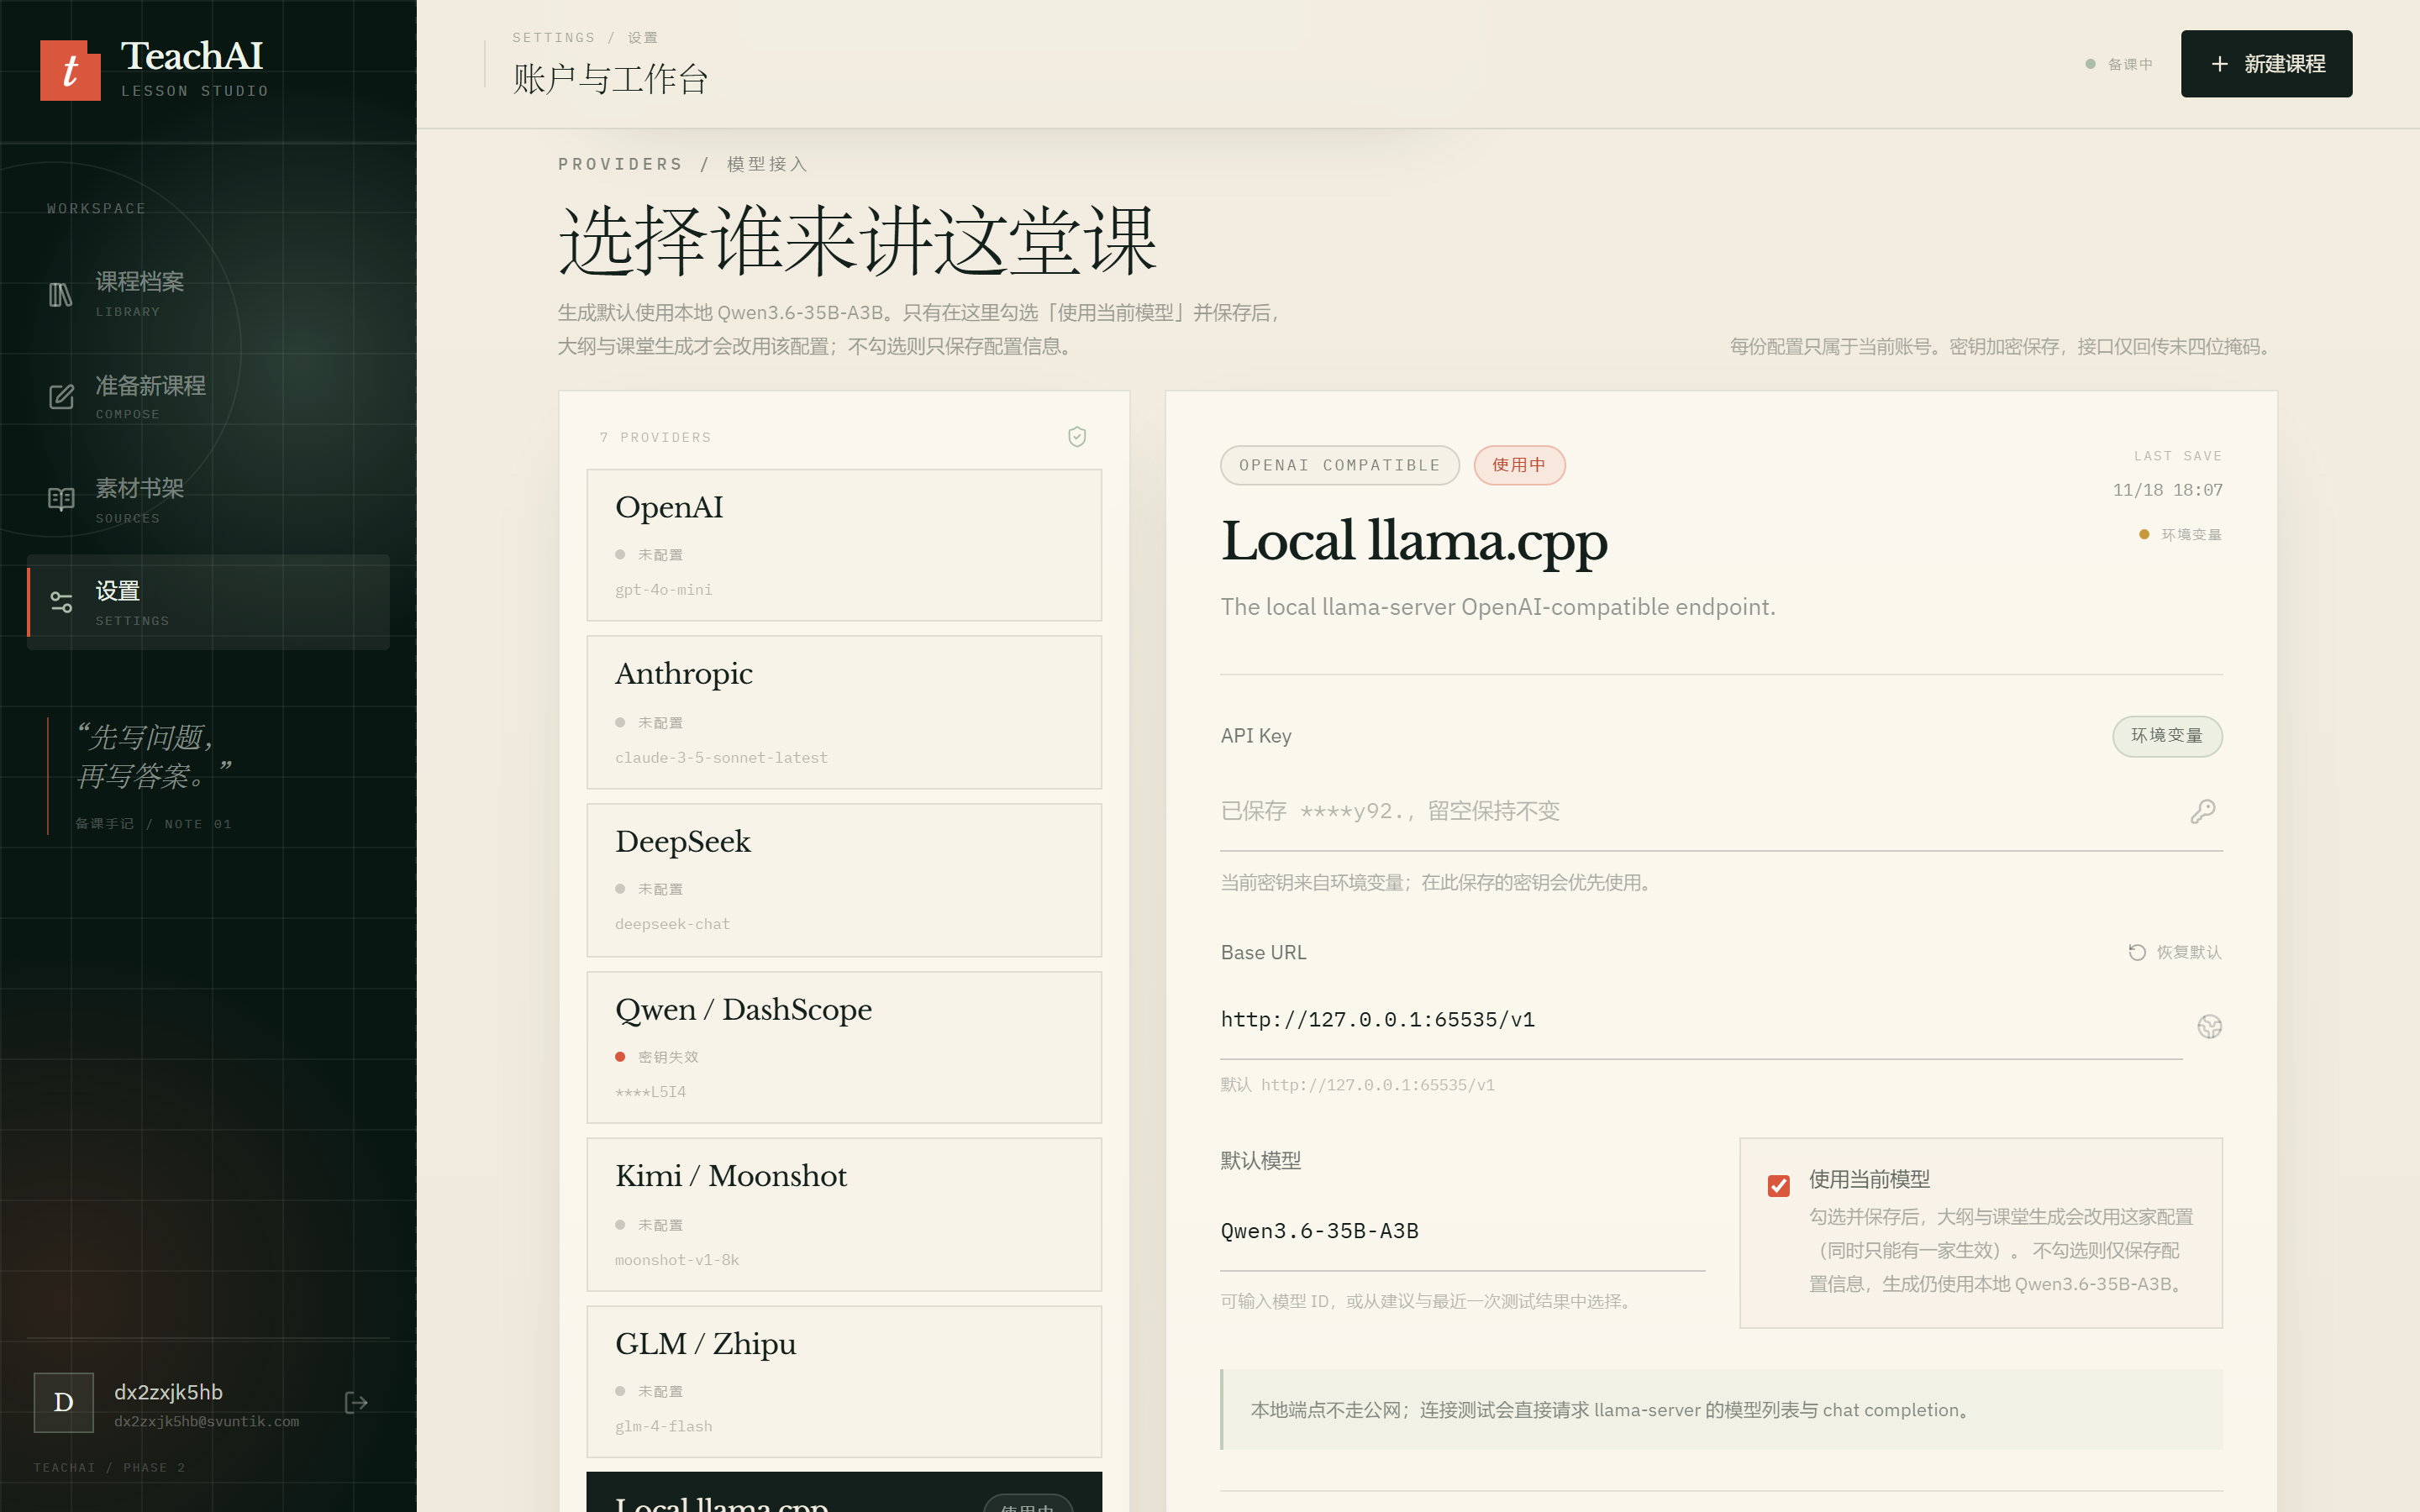 t
TeachAI
LESSON STUDIO
WORKSPACE
课程档案
LIBRARY
准备新课程
COMPOSE
素材书架
SOURCES
设置
SETTINGS
“先写问题，
再写答案。”
备课手记 / NOTE 01
D
dx2zxjk5hb
dx2zxjk5hb@svuntik.com
TEACHAI / PHASE 2
SETTINGS / 设置
账户与工作台
备课中
新建课程
PROVIDERS / 模型接入
选择谁来讲这堂课
生成默认使用本地 Qwen3.6-35B-A3B。只有在这里勾选「使用当前模型」并保存后，
大纲与课堂生成才会改用该配置；不勾选则只保存配置信息。
每份配置只属于当前账号。密钥加密保存，接口仅回传末四位掩码。
7 PROVIDERS
OpenAI
未配置
gpt-4o-mini
Anthropic
未配置
claude-3-5-sonnet-latest
DeepSeek
未配置
deepseek-chat
Qwen / DashScope
密钥失效
****L5I4
Kimi / Moonshot
未配置
moonshot-v1-8k
GLM / Zhipu
未配置
glm-4-flash
Local llama.cpp
使用中
OPENAI COMPATIBLE
使用中
LAST SAVE
11/18 18:07
环境变量
Local llama.cpp
The local llama-server OpenAI-compatible endpoint.
API Key
环境变量
已保存 ****y92.，留空保持不变
当前密钥来自环境变量；在此保存的密钥会优先使用。
Base URL
恢复默认
http://127.0.0.1:65535/v1
默认 http://127.0.0.1:65535/v1
默认模型
Qwen3.6-35B-A3B
可输入模型 ID，或从建议与最近一次测试结果中选择。
使用当前模型
勾选并保存后，大纲与课堂生成会改用这家配置
（同时只能有一家生效）。 不勾选则仅保存配
置信息，生成仍使用本地 Qwen3.6-35B-A3B。
本地端点不走公网；连接测试会直接请求 llama-server 的模型列表与 chat completion。